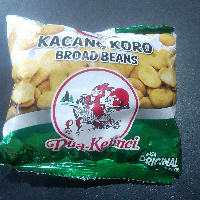 KACANG KORO
BROAD BEANS
Dua Kelinci
ORIGINAL